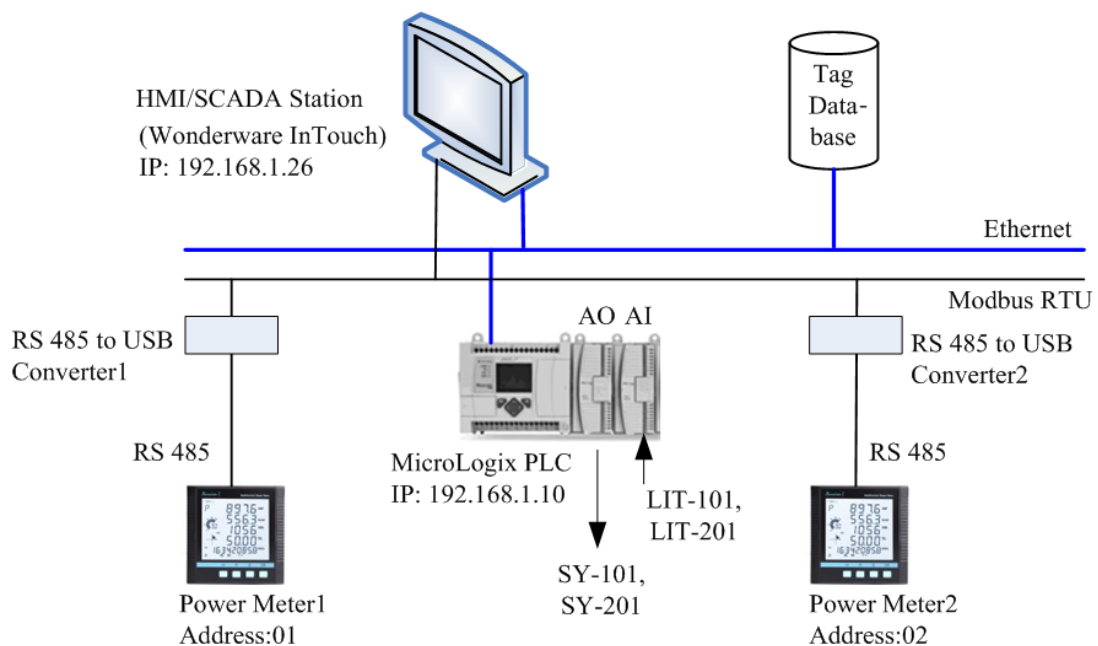 HMI/SCADA Station
(Wonderware InTouch)
IP: 192.168.1.26
Tag
Data-
base
Ethernet
Modbus RTU
RS 485 to USB
Converter1
AO AI
RS 485 to USB
Converter2
RS 485
MicroLogix PLC
IP: 192.168.1.10
LIT-101,
LIT-201
RS 485
SY-101,
SY-201
Power Meter1
Address:01
Power Meter2
Address:02